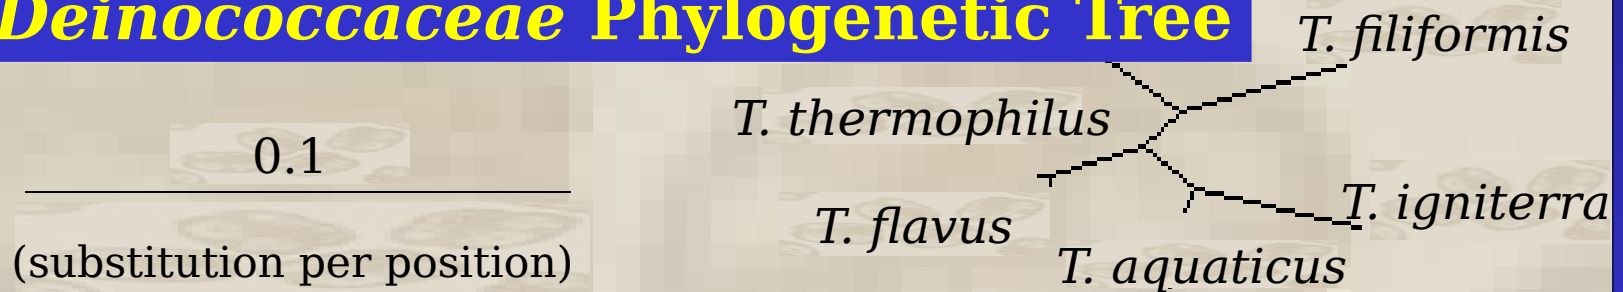 Deinococcaceae Phylogenetic Tree
T. filiformis
T. thermophilus
0.1
T. igniterra
T. flavus
(substitution per position)
T. aquaticus